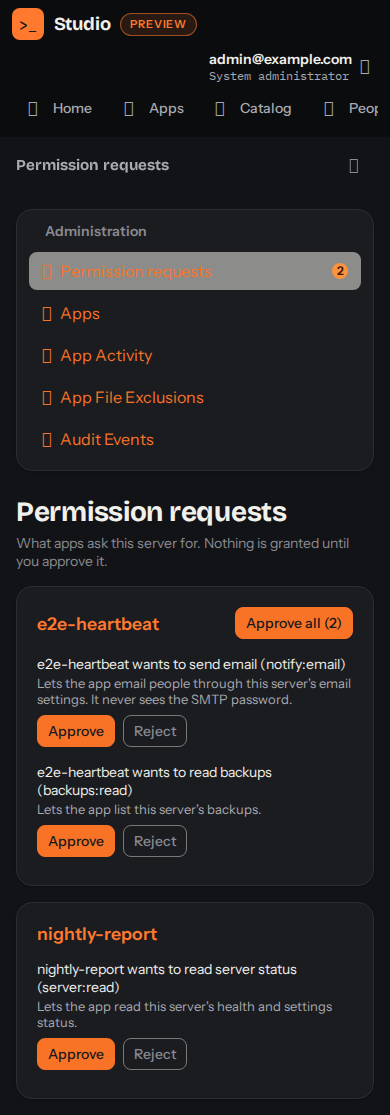 >_ Studio PREVIEW
admin@example.com
System administrator
Home Apps Catalog Peop
Permission requests
Administration
Permission requests 2
Apps
App Activity
App File Exclusions
Audit Events
Permission requests
What apps ask this server for. Nothing is granted until
you approve it.
e2e-heartbeat Approve all (2)
e2e-heartbeat wants to send email (notify:email)
Lets the app email people through this server's email
settings. It never sees the SMTP password.
Approve Reject
e2e-heartbeat wants to read backups
(backups:read)
Lets the app list this server's backups.
Approve Reject
nightly-report
nightly-report wants to read server status
(server:read)
Lets the app read this server's health and settings
status.
Approve Reject